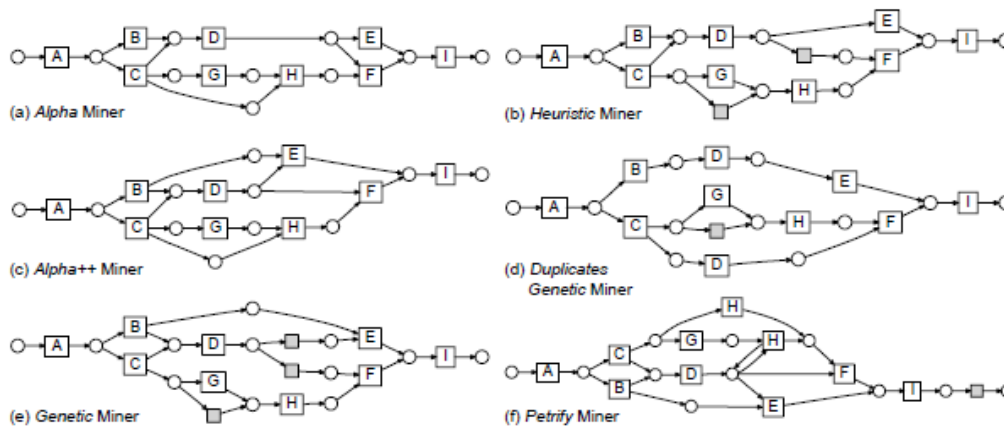 B D E
A I
C G H F
(a) Alpha Miner
E
B D
A I
C G F
H
(b) Heuristic Miner
E
B D I
A F
C G H
(c) Alpha++ Miner
D
B
E
G
A I
C H F
D
(d) Duplicates
Genetic Miner
B E
D
A I
C
G F
H
(e) Genetic Miner
H
G H
C
A D F
B I
E
(f) Petrify Miner